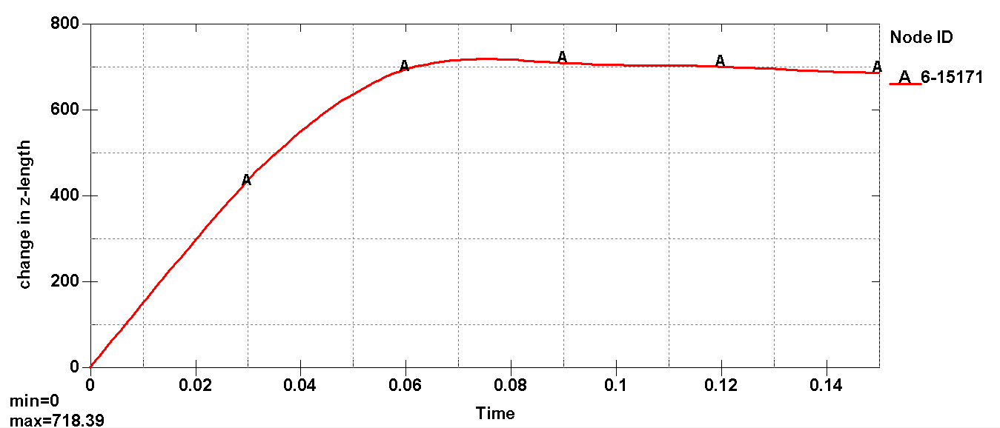 800
600
400
200
0
change in z-length
0 0.02 0.04 0.06 0.08 0.1 0.12 0.14
Time
min=0
max=718.39
A A A A A
Node ID
A 6-15171